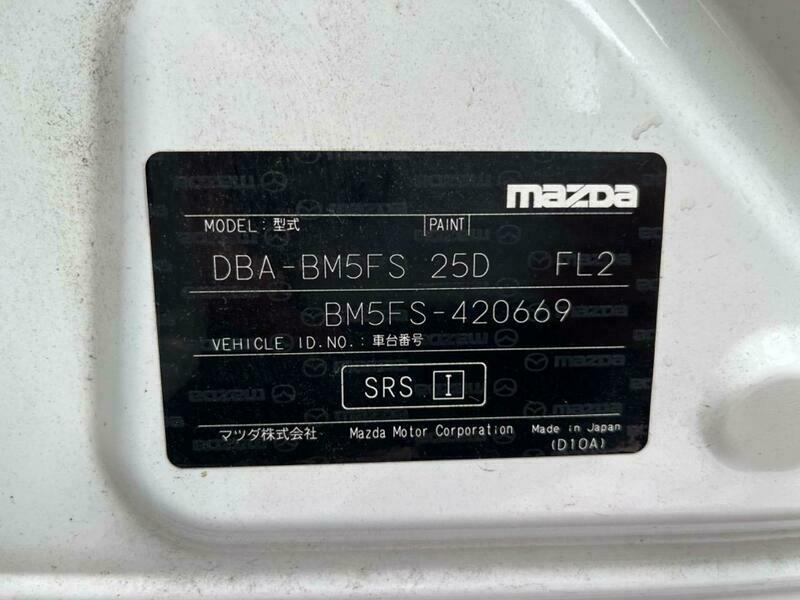 mazda
MODEL：型式 PAINT
DBA-BM5FS 25D FL2
BM5FS-420669
VEHICLE ID.NO.：車台番号
SRS I
マツダ株式会社 Mazda Motor Corporation Made in Japan
(D10A)